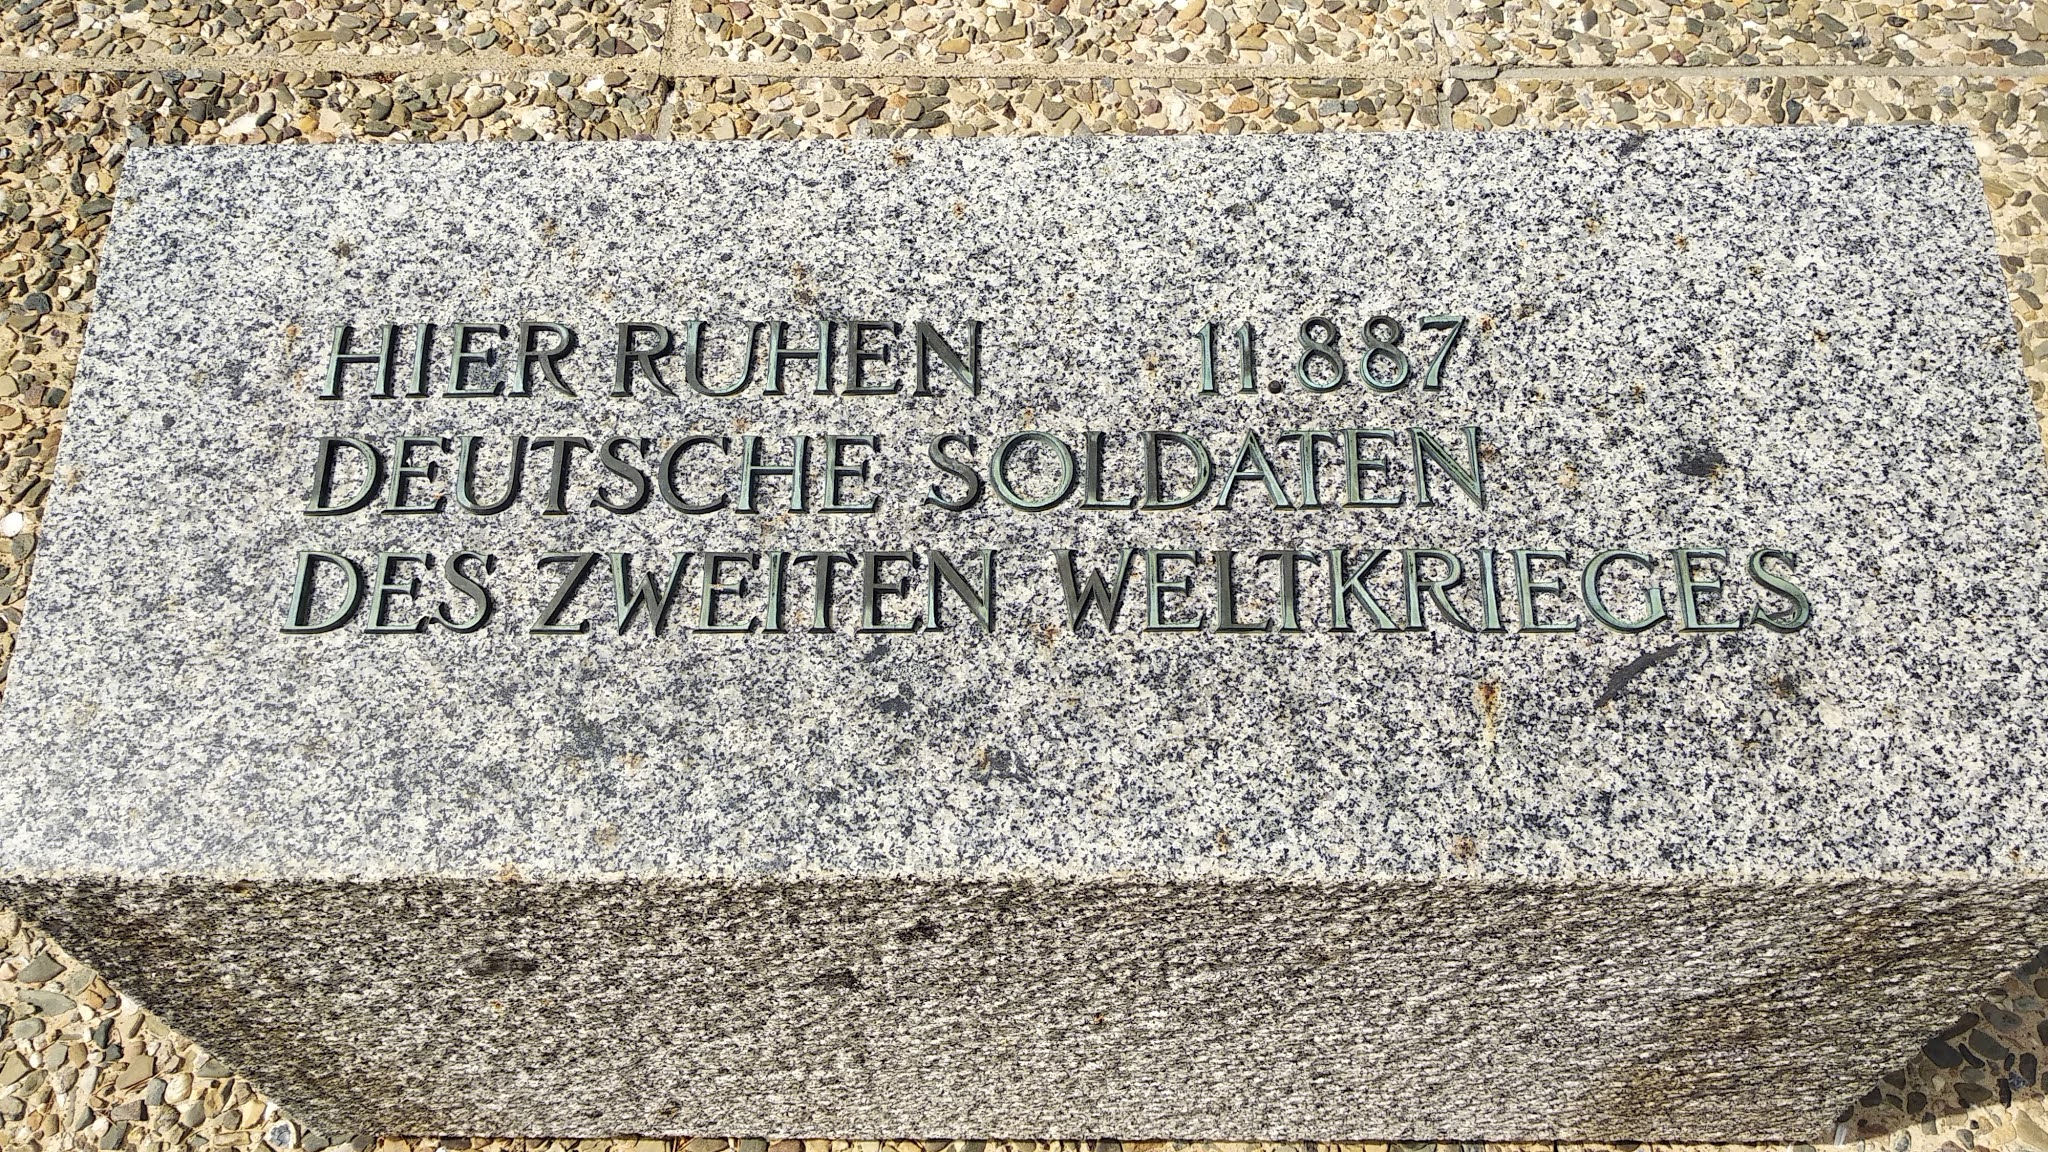 HIER RUHEN 11.887
DEUTSCHE SOLDATEN
DES ZWEITEN WELTKRIEGES